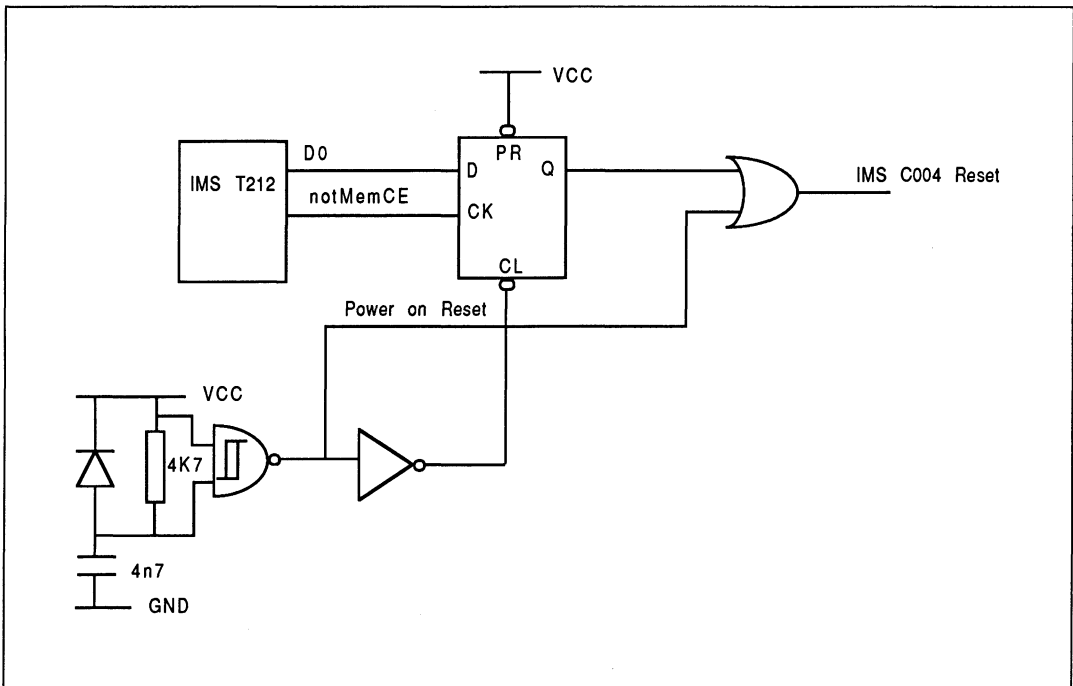 VCC
D0
IMS T212
notMemCE
PR
D
Q
CK
CL
IMS C004 Reset
Power on Reset
VCC
4K7
4n7
GND